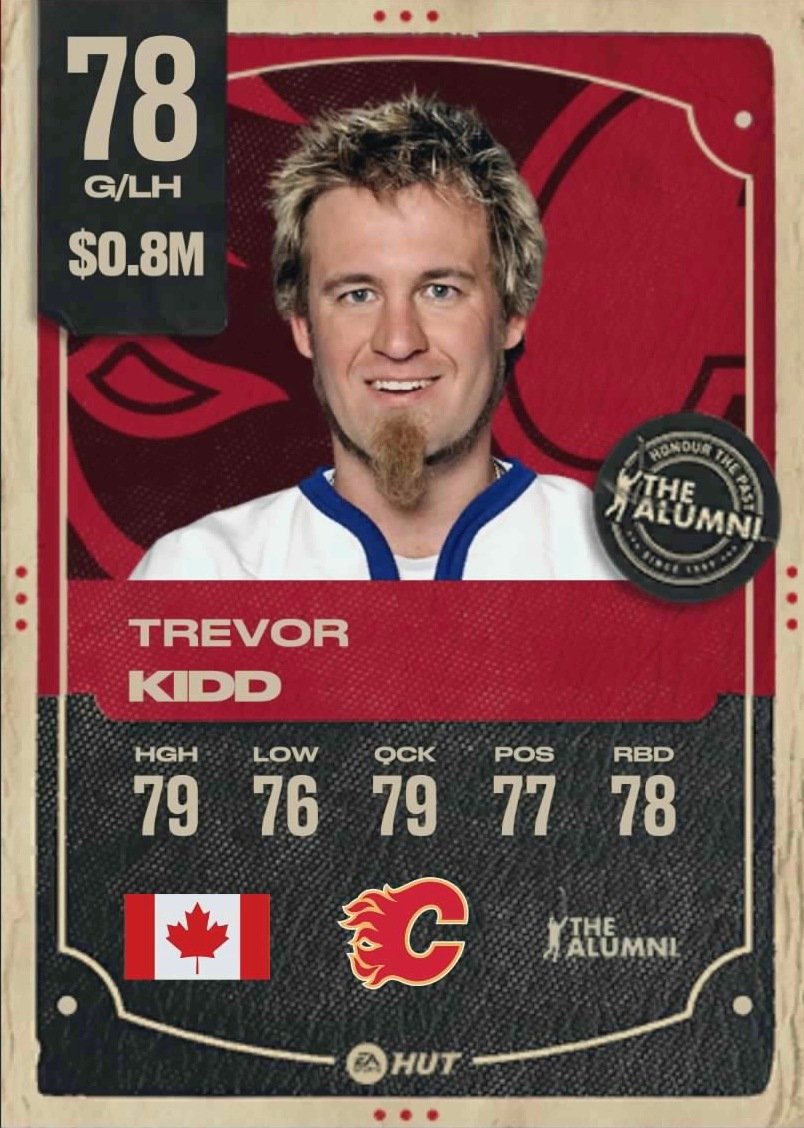 78
G/LH
$0.8M
HONOUR THE PAST
THE
ALUMNI
TREVOR
KIDD
HGH LOW QCK POS RBD
79 76 79 77 78
C
THE
ALUMNI
EA HUT